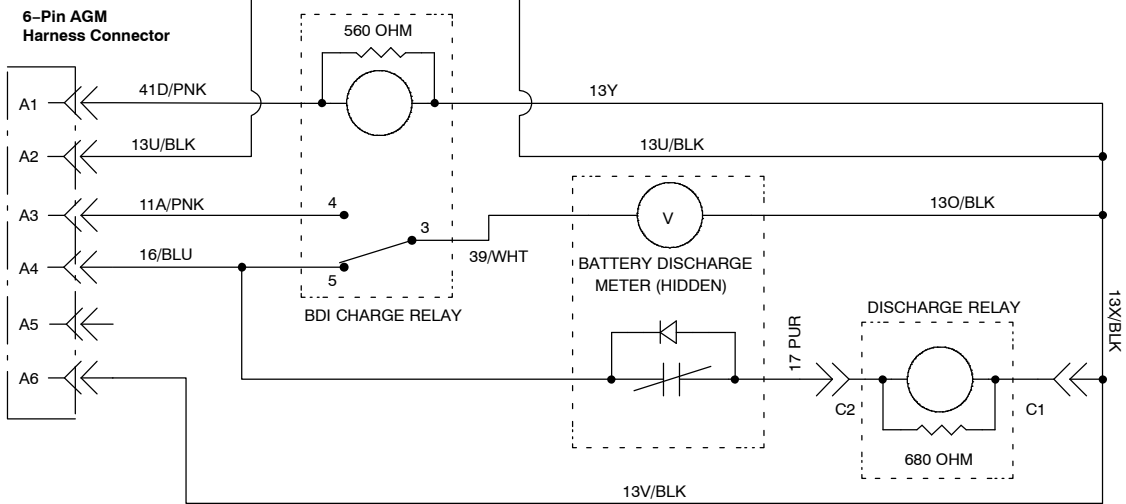 6–Pin AGM
Harness Connector
560 OHM
A1
41D/PNK
13Y
A2
13U/BLK
13U/BLK
A3
11A/PNK
4
3
V
13O/BLK
A4
16/BLU
5
39/WHT
BATTERY DISCHARGE
METER (HIDDEN)
BDI CHARGE RELAY
DISCHARGE RELAY
13X/BLK
A5
17 PUR
A6
C2
C1
680 OHM
13V/BLK